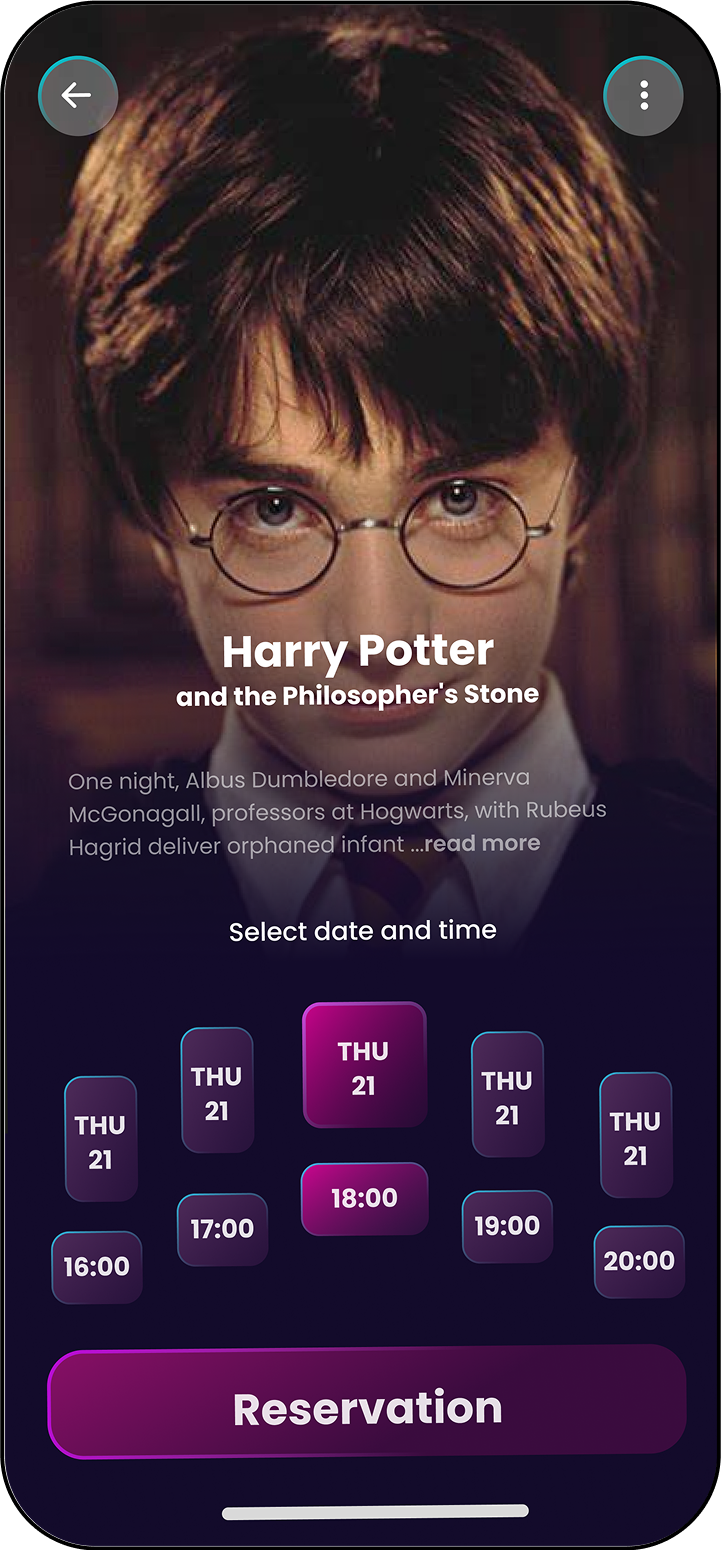 Harry Potter
and the Philosopher's Stone
One night, Albus Dumbledore and Minerva
McGonagall, professors at Hogwarts, with Rubeus
Hagrid deliver orphaned infant ...read more
Select date and time
THU
21
THU
21
THU
21
THU
21
THU
21
16:00
17:00
18:00
19:00
20:00
Reservation